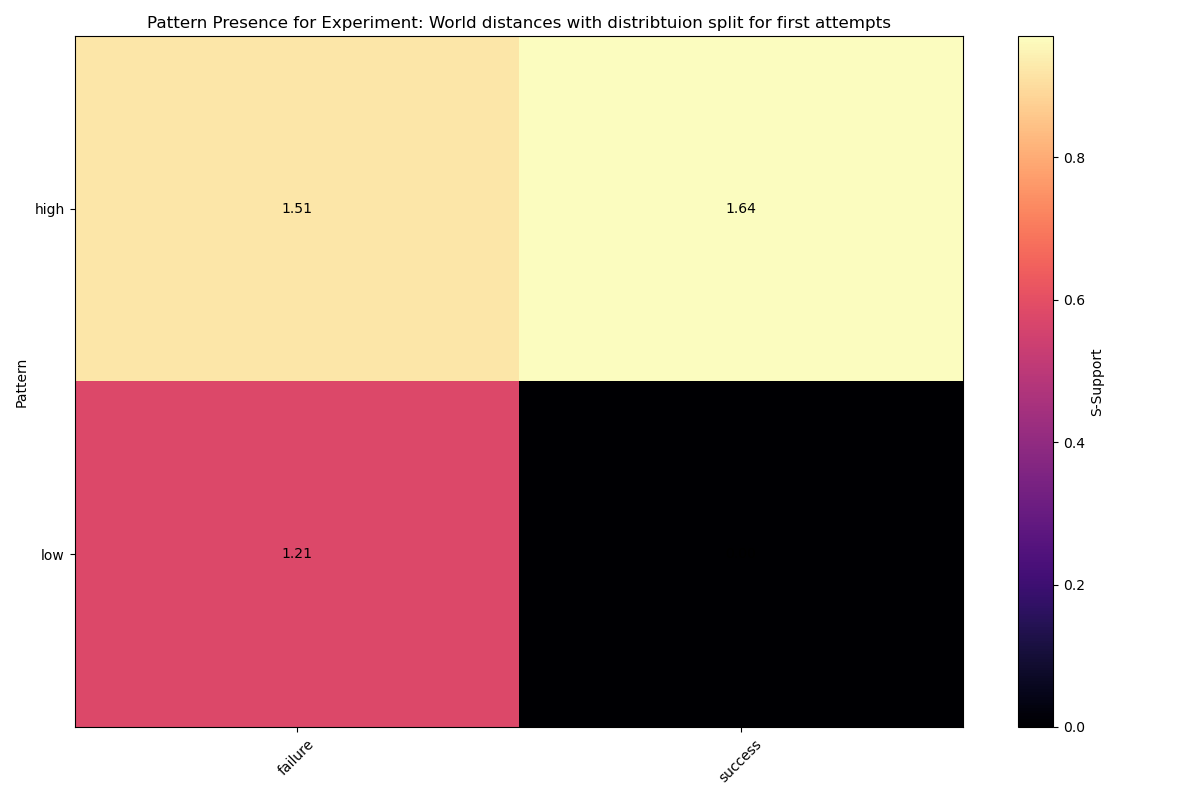 Pattern Presence for Experiment: World distances with distribtuion split for first attempts
high
1.51
1.64
low
1.21
Pattern
failure
success
0.8
0.6
0.4
0.2
0.0
S-Support